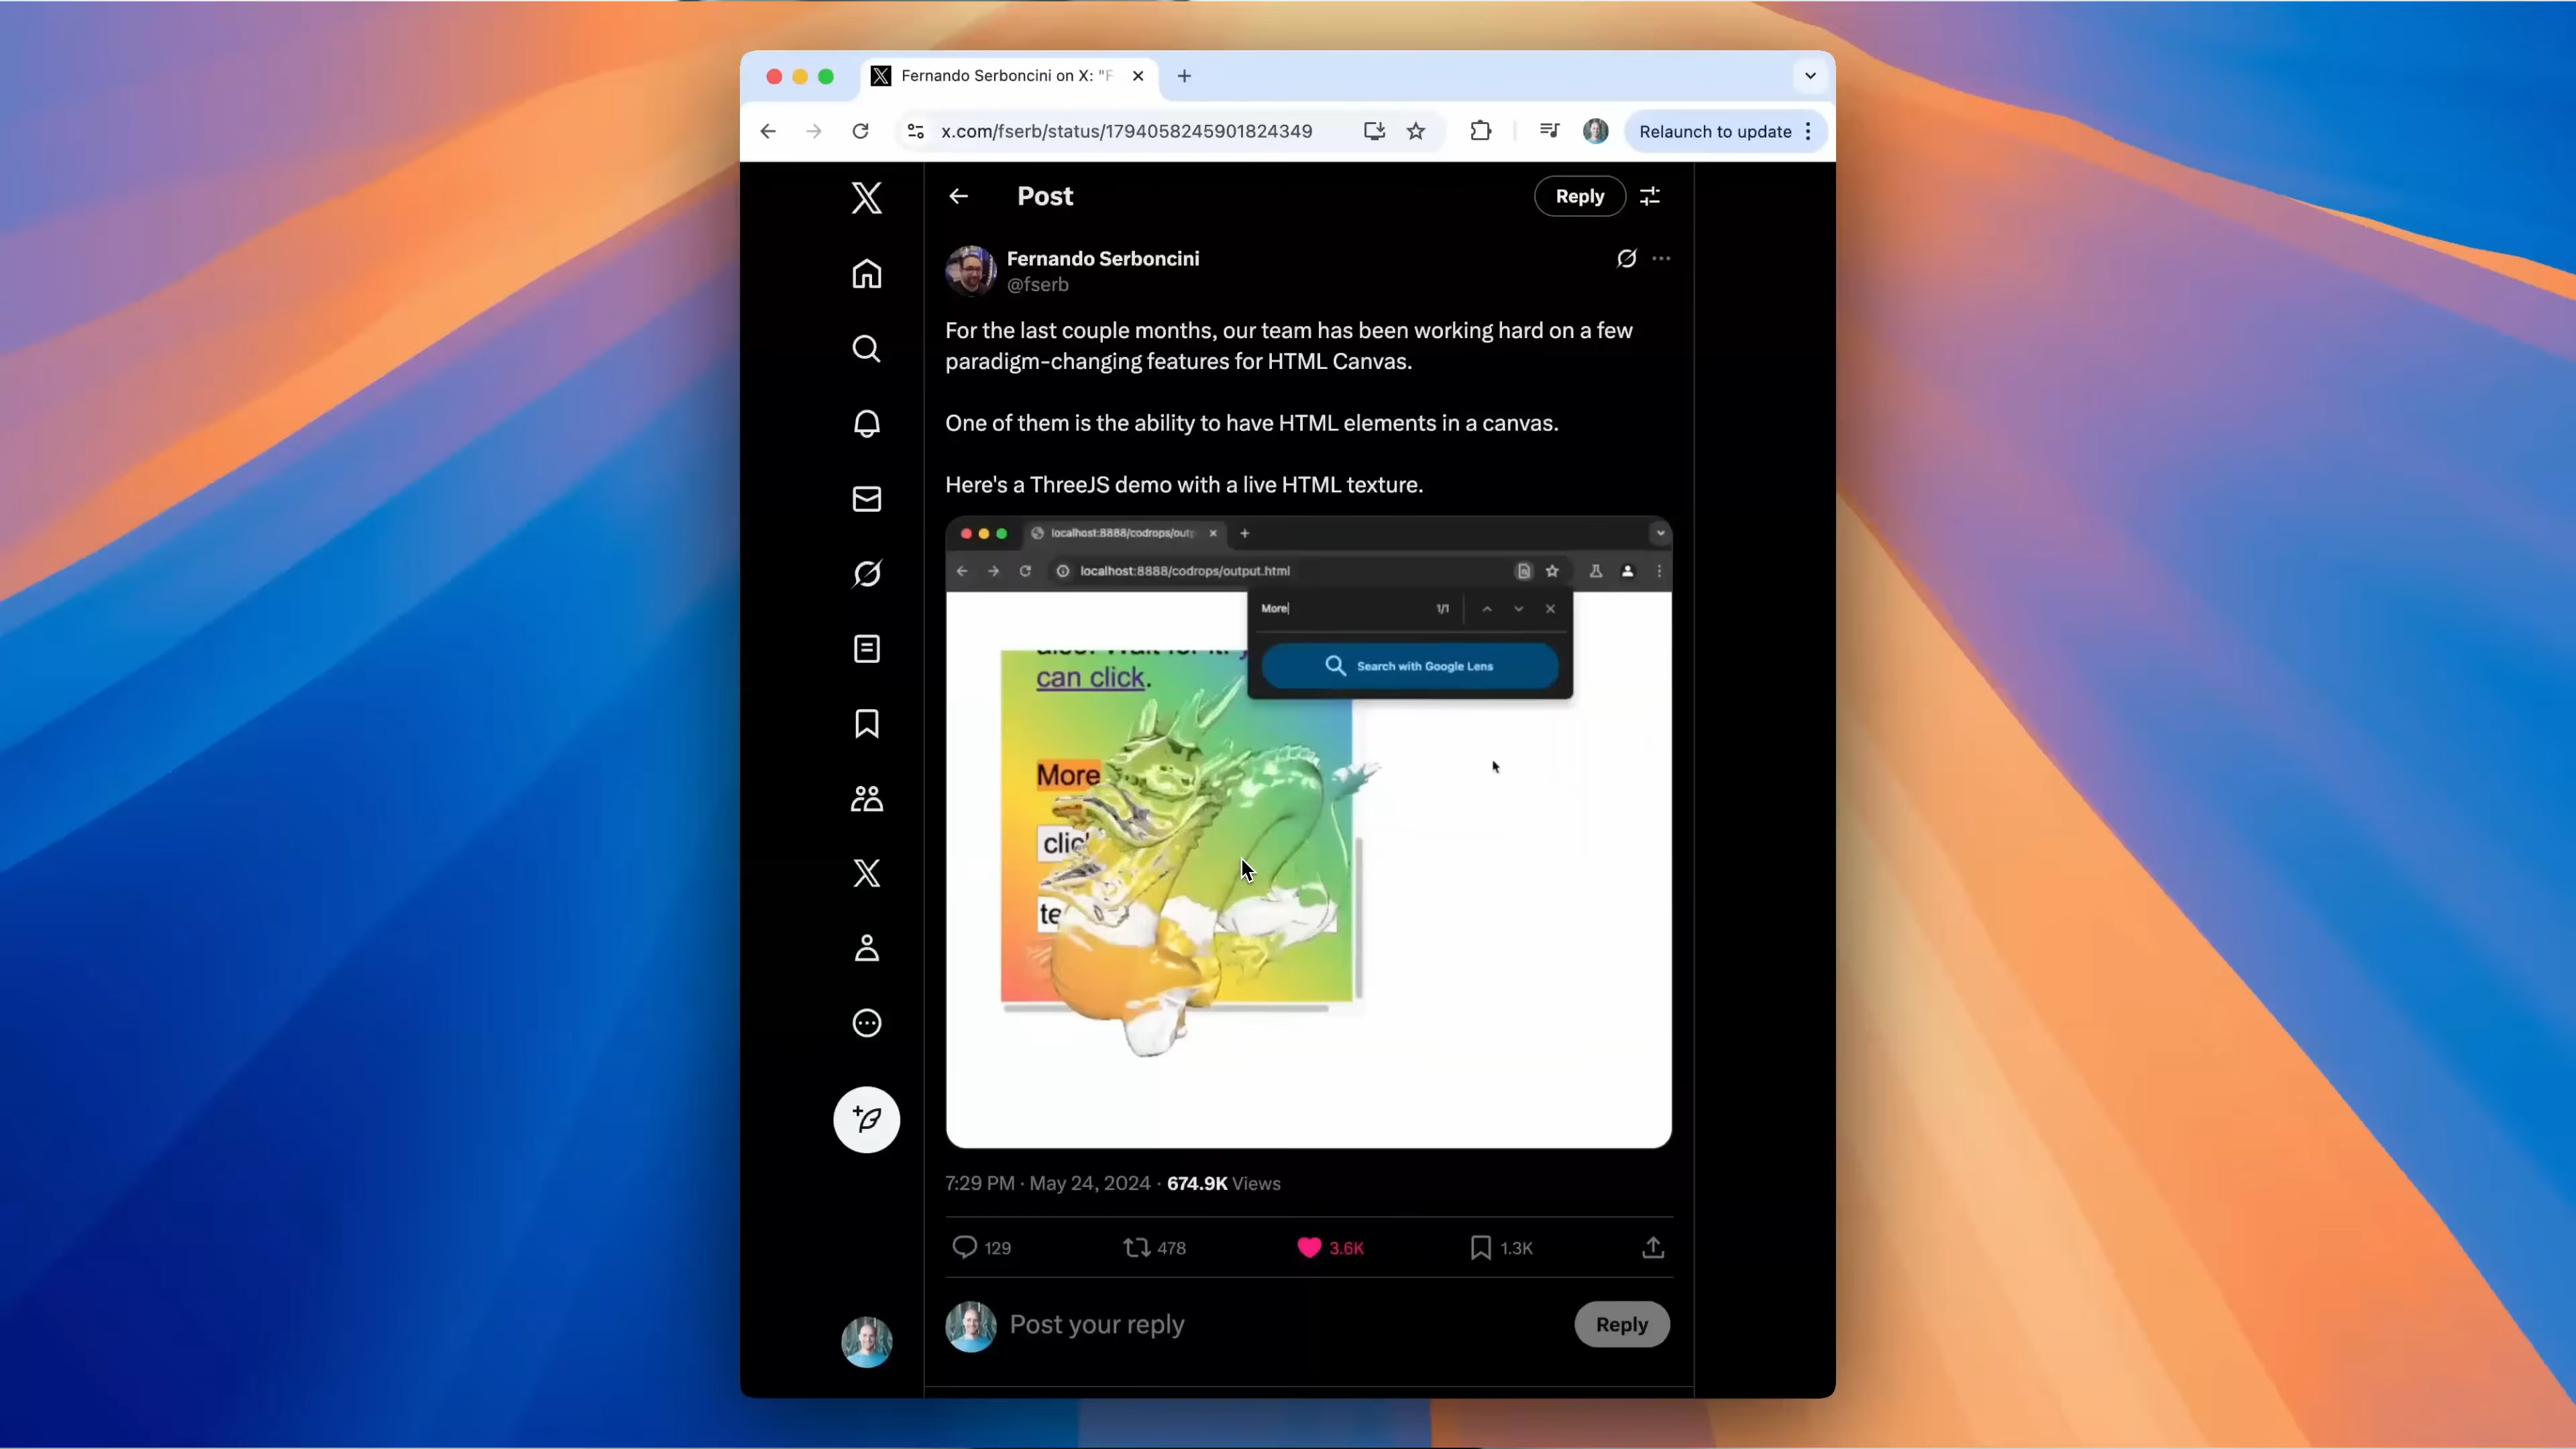 Fernando Serboncini on X: "F
x.com/fserb/status/1794058245901824349
Relaunch to update
Post
Reply
Fernando Serboncini
@fserb
For the last couple months, our team has been working hard on a few
paradigm-changing features for HTML Canvas.
One of them is the ability to have HTML elements in a canvas.
Here's a ThreeJS demo with a live HTML texture.
localhost:8888/codrops/out
localhost:8888/codrops/output.html
More
1/1
Search with Google Lens
can click.
More
clic
te
7:29 PM · May 24, 2024 · 674.9K Views
129
478
3.6K
1.3K
Post your reply
Reply